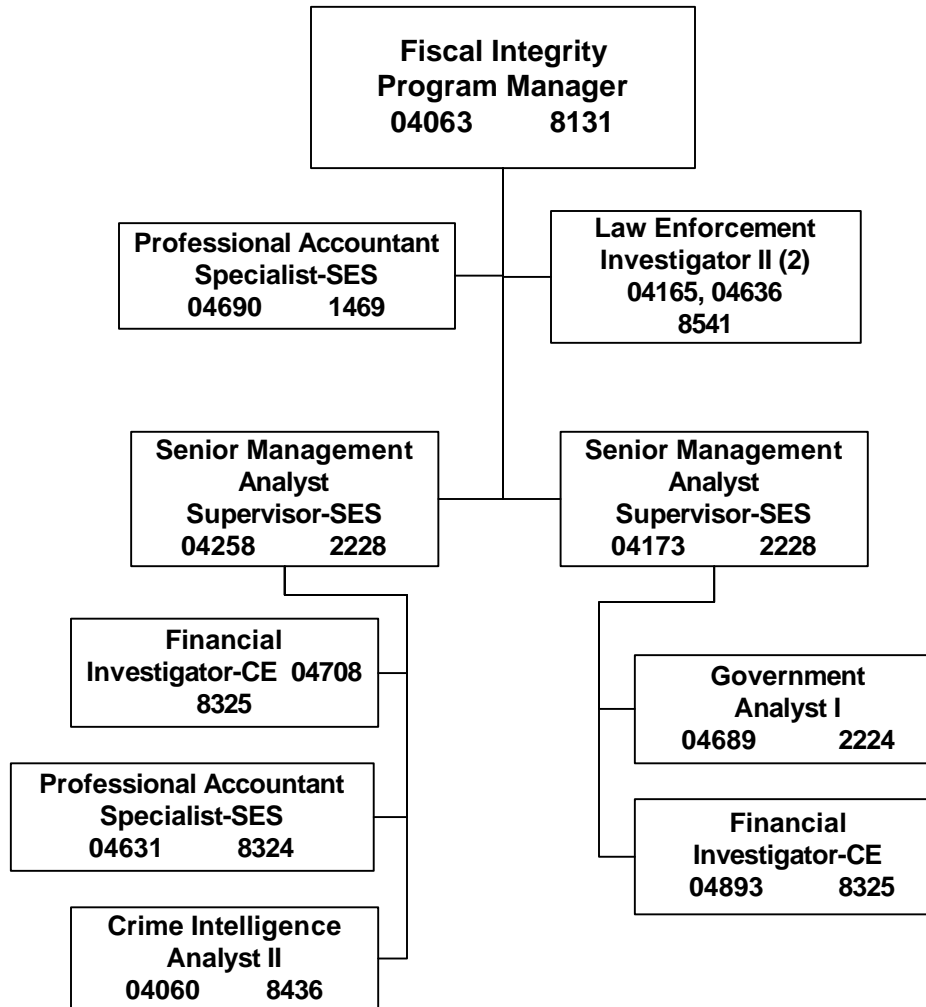 Fiscal Integrity
Program Manager
04063 8131
Professional Accountant
Specialist-SES
04690 1469
Law Enforcement
Investigator II (2)
04165, 04636
8541
Senior Management
Analyst
Supervisor-SES
04258 2228
Senior Management
Analyst
Supervisor-SES
04173 2228
Financial
Investigator-CE 04708
8325
Professional Accountant
Specialist-SES
04631 8324
Crime Intelligence
Analyst II
04060 8436
Government
Analyst I
04689 2224
Financial
Investigator-CE
04893 8325